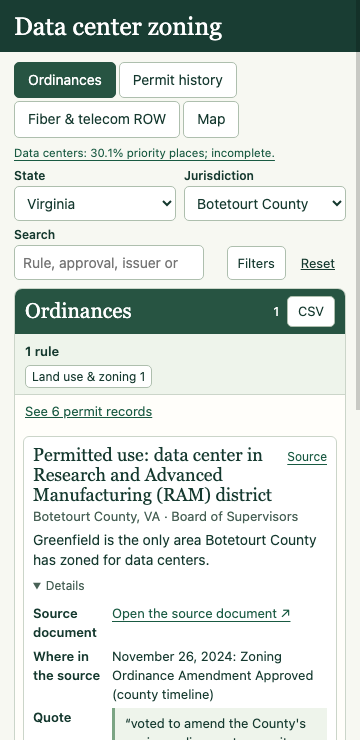 Data center zoning
Ordinances
Permit history
Fiber & telecom ROW
Map
Data centers: 30.1% priority places; incomplete.
State
Jurisdiction
Virginia
Botetourt County
Search
Rule, approval, issuer or
Filters
Reset
Ordinances
1
CSV
1 rule
Land use & zoning 1
See 6 permit records
Permitted use: data center in
Source
Research and Advanced
Manufacturing (RAM) district
Botetourt County, VA · Board of Supervisors
Greenfield is the only area Botetourt County
has zoned for data centers.
▼ Details
Source
document
Open the source document ↗
Where in
the source
November 26, 2024: Zoning
Ordinance Amendment Approved
(county timeline)
Quote
“voted to amend the County's